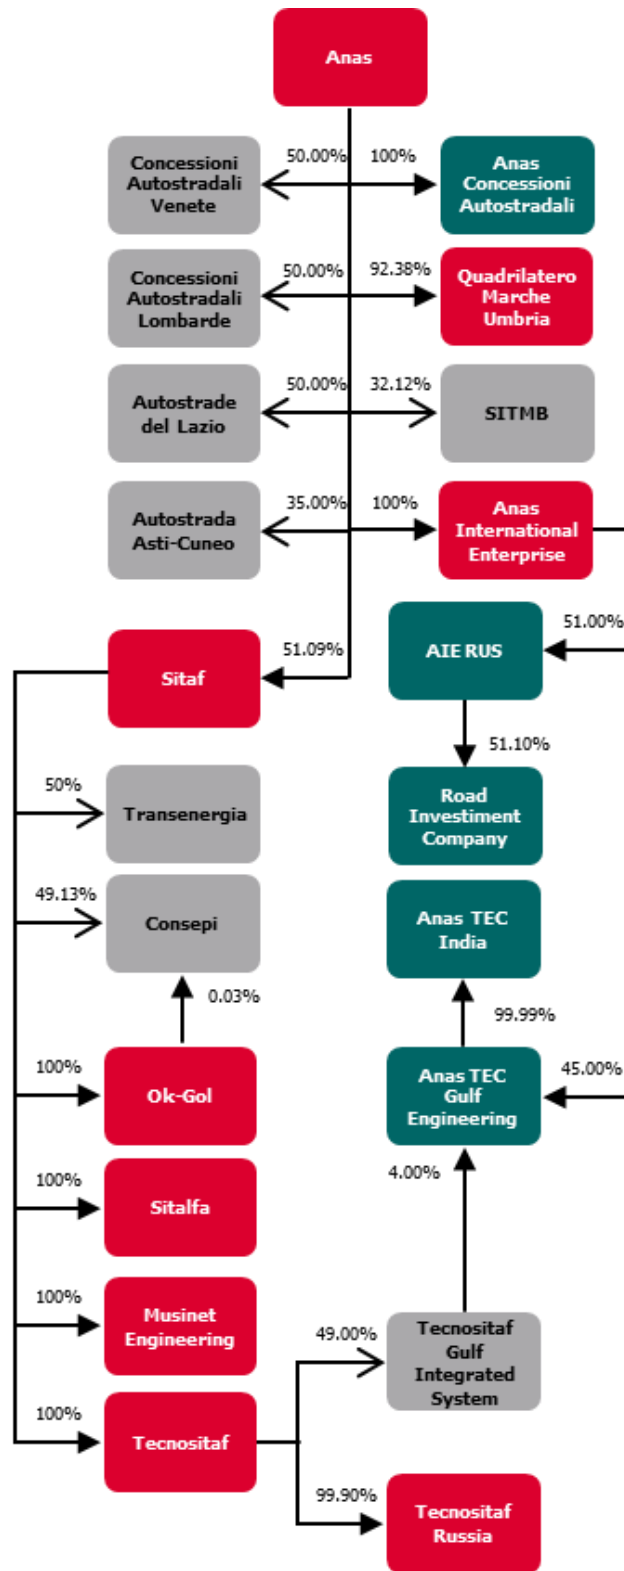 Anas
50.00%
100%
Concessioni
Autostradali
Venete
Anas
Concessioni
Autostradali
50.00%
92.38%
Concessioni
Autostradali
Lombarde
Quadrilatero
Marche
Umbria
50.00%
32.12%
Autostrade
del Lazio
SITMB
35.00%
100%
Autostrada
Asti-Cuneo
Anas
International
Enterprise
51.09%
Sitaf
51.00%
AIE RUS
51.10%
50%
Transenergia
Road
Investiment
Company
49.13%
Consepi
Anas TEC
India
0.03%
99.99%
100%
Ok-Gol
Anas TEC
Gulf
Engineering
45.00%
4.00%
100%
Sitalfa
100%
Musinet
Engineering
49.00%
Tecnositaf
Gulf
Integrated
System
100%
Tecnositaf
99.90%
Tecnositaf
Russia